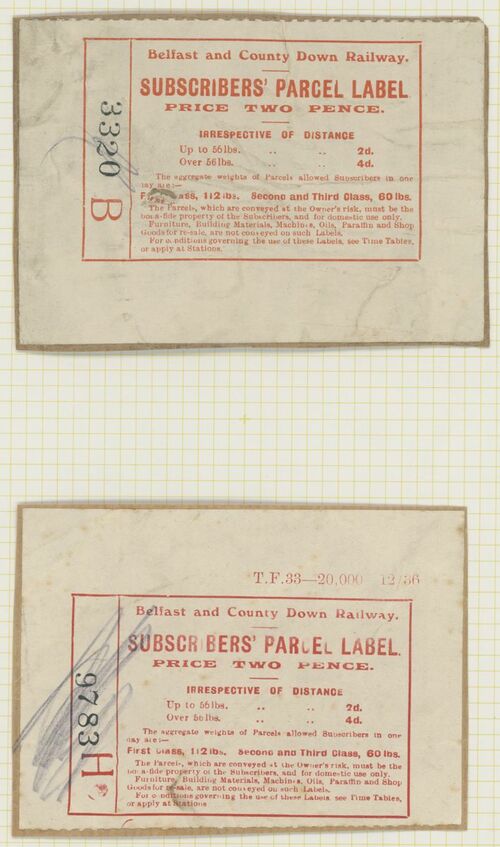 Belfast and County Down Railway.
SUBSCRIBERS' PARCEL LABEL
PRICE TWO PENCE.
IRRESPECTIVE OF DISTANCE
Up to 56lbs. .. .. 2d.
Over 56lbs. .. .. 4d.
The aggregate weights of Parcels allowed Subscribers in one
day are:—
First Class, 112lbs. Second and Third Class, 60lbs.
The Parcels, which are conveyed at the Owner's risk, must be the
bona-fide property of the Subscribers, and for domestic use only.
Furniture, Building Materials, Machines, Oils, Paraffin and Shop
Goods for re-sale, are not conveyed on such Labels.
For conditions governing the use of these Labels, see Time Tables,
or apply at Stations.
3320
B
T.F.33—20,000 12/36
Belfast and County Down Railway.
SUBSCRIBERS' PARCEL LABEL.
PRICE TWO PENCE.
IRRESPECTIVE OF DISTANCE
Up to 56lbs. .. .. 2d.
Over 56lbs. .. .. 4d.
The aggregate weights of Parcels allowed Subscribers in one
day are:—
First Class, 112lbs. Second and Third Class, 60lbs.
The Parcels, which are conveyed at the Owner's risk, must be the
bona-fide property of the Subscribers, and for domestic use only.
Furniture, Building Materials, Machines, Oils, Paraffin and Shop
Goods for re-sale, are not conveyed on such Labels.
For conditions governing the use of these Labels, see Time Tables,
or apply at Stations
9783
H